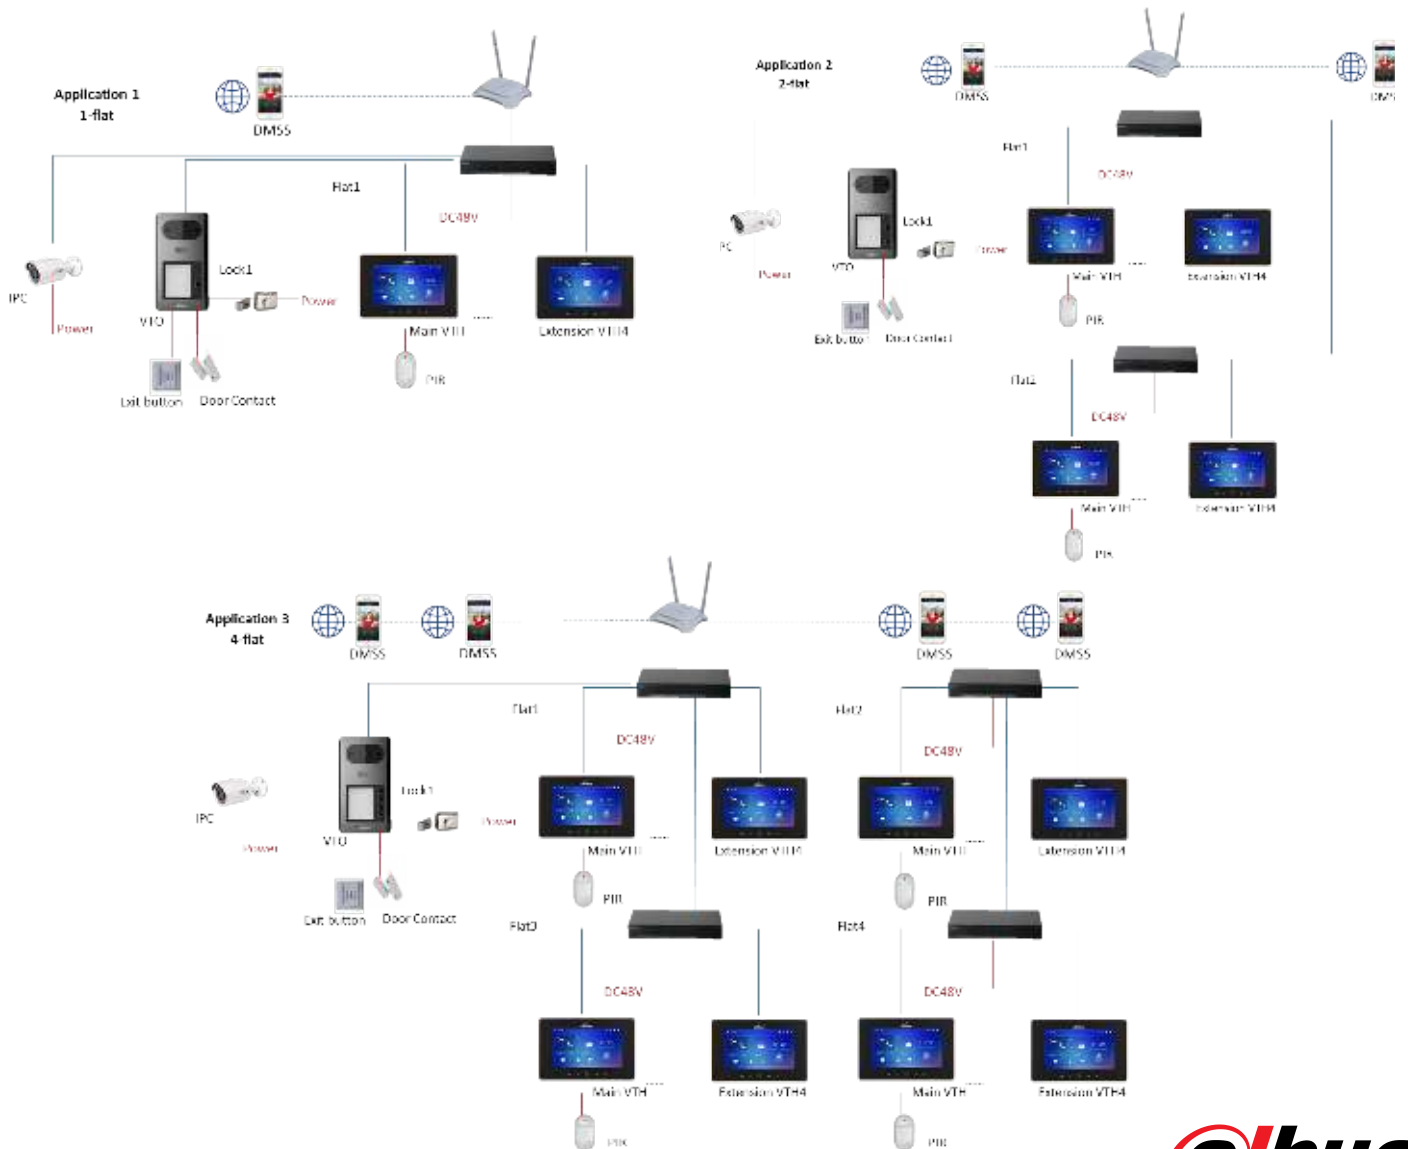 Application 1
1-flat
DMSS
Flat1
DC48V
Lock1
IPC
Power
VTO
Power
Main VTH
Extension VTH4
Exit button
Door Contact
PIR
Application 2
2-flat
DMSS
DMS
Flat1
DC48V
Lock1
PC
VTO
Power
Power
Main VTH
Extension VTH4
Exit button
Door Contact
PIR
Flat2
DC48V
Main VTH
Extension VTH4
PIR
Application 3
4-flat
DMSS
DMSS
DMSS
DMSS
Flat1
DC48V
Flat2
DC48V
Lock1
IPC
Power
VTO
Power
Main VTH
Extension VTH4
Main VTH
Extension VTH4
Exit button
Door Contact
PIR
PIR
Flat3
DC48V
Flat4
DC48V
Main VTH
Extension VTH4
Main VTH
Extension VTH4
PIR
PIR